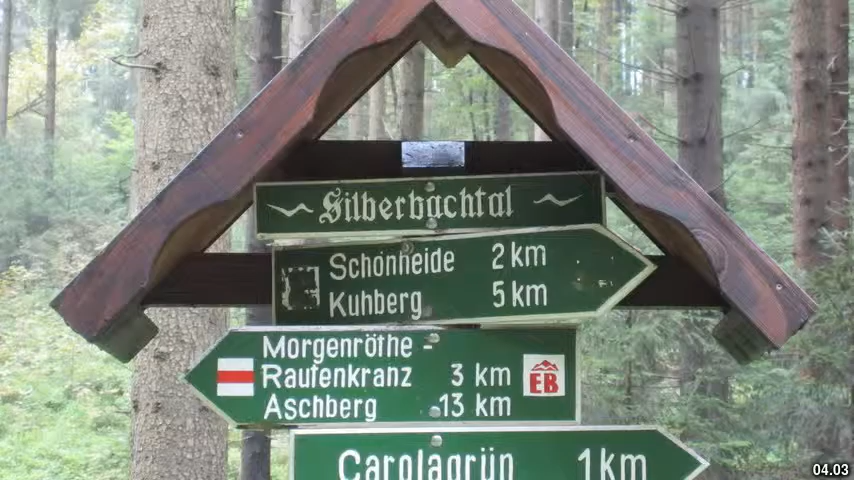 Silberbachtal
Schönheide 2 km
Kuhberg 5 km
Morgenröthe -
Rautenkranz 3 km
Aschberg 13 km
EB
Carolagrün 1 km
04.03